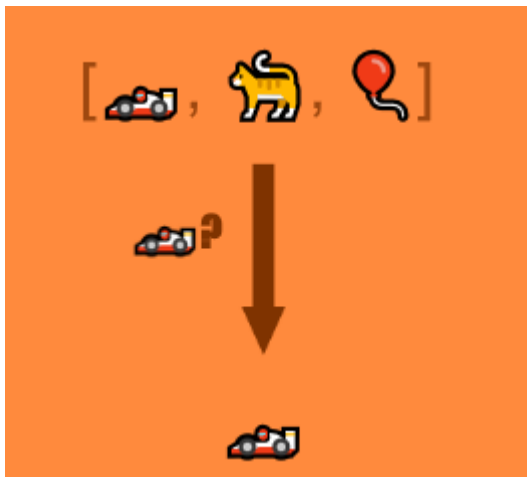 [ , , ]
?